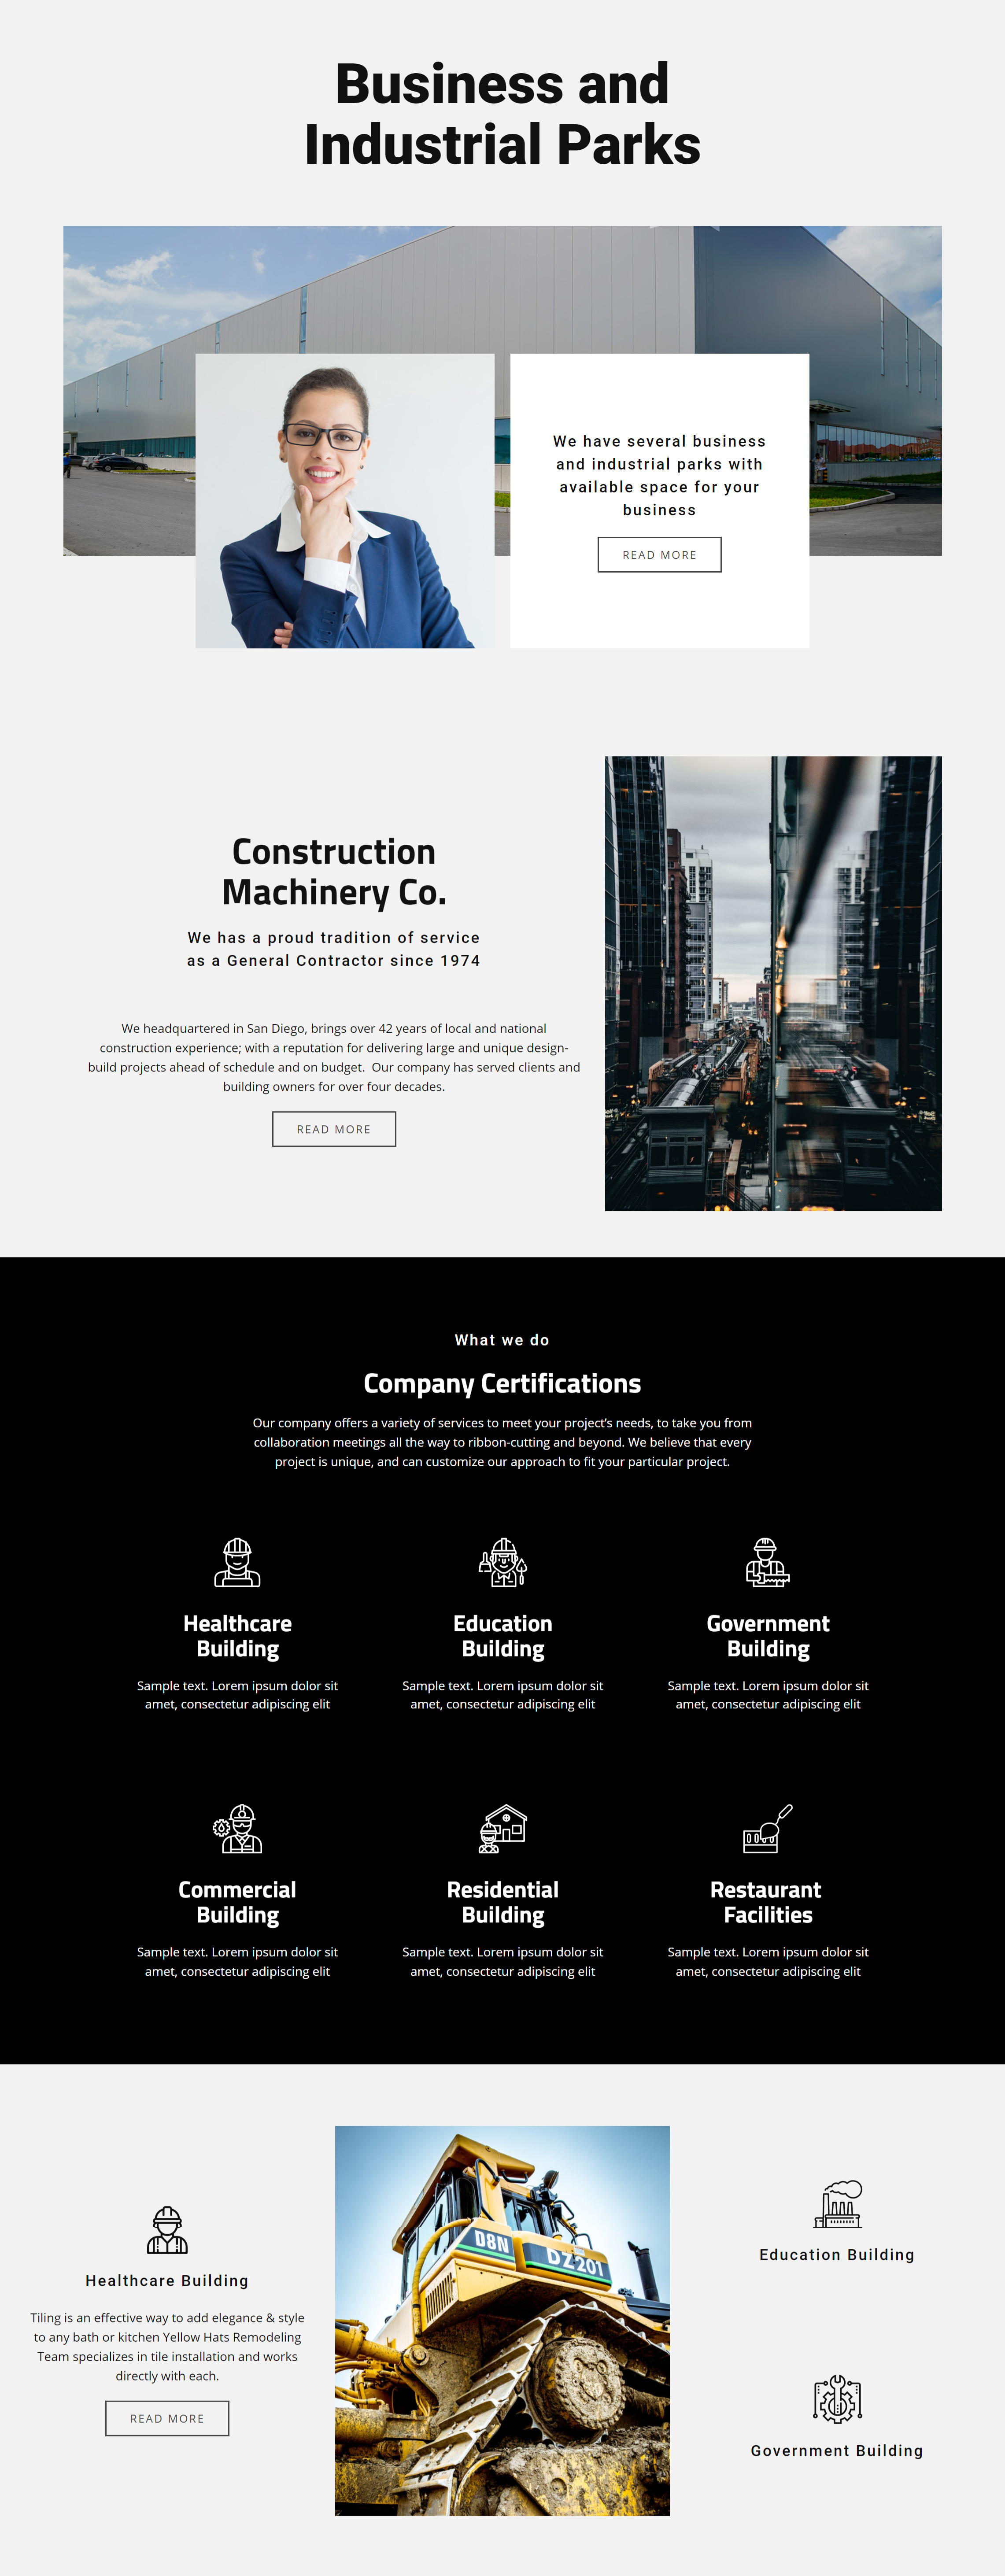 Business and
Industrial Parks
We have several business
and industrial parks with
available space for your
business
READ MORE
Construction
Machinery Co.
We has a proud tradition of service
as a General Contractor since 1974
We headquartered in San Diego, brings over 42 years of local and national
construction experience; with a reputation for delivering large and unique design-
build projects ahead of schedule and on budget.  Our company has served clients and
building owners for over four decades.
READ MORE
What we do
Company Certifications
Our company offers a variety of services to meet your project’s needs, to take you from
collaboration meetings all the way to ribbon-cutting and beyond. We believe that every
project is unique, and can customize our approach to fit your particular project.
Healthcare
Building
Sample text. Lorem ipsum dolor sit
amet, consectetur adipiscing elit
Education
Building
Sample text. Lorem ipsum dolor sit
amet, consectetur adipiscing elit
Government
Building
Sample text. Lorem ipsum dolor sit
amet, consectetur adipiscing elit
Commercial
Building
Sample text. Lorem ipsum dolor sit
amet, consectetur adipiscing elit
Residential
Building
Sample text. Lorem ipsum dolor sit
amet, consectetur adipiscing elit
Restaurant
Facilities
Sample text. Lorem ipsum dolor sit
amet, consectetur adipiscing elit
Healthcare Building
Tiling is an effective way to add elegance & style
to any bath or kitchen Yellow Hats Remodeling
Team specializes in tile installation and works
directly with each.
READ MORE
D8N
DZ201
Education Building
Government Building